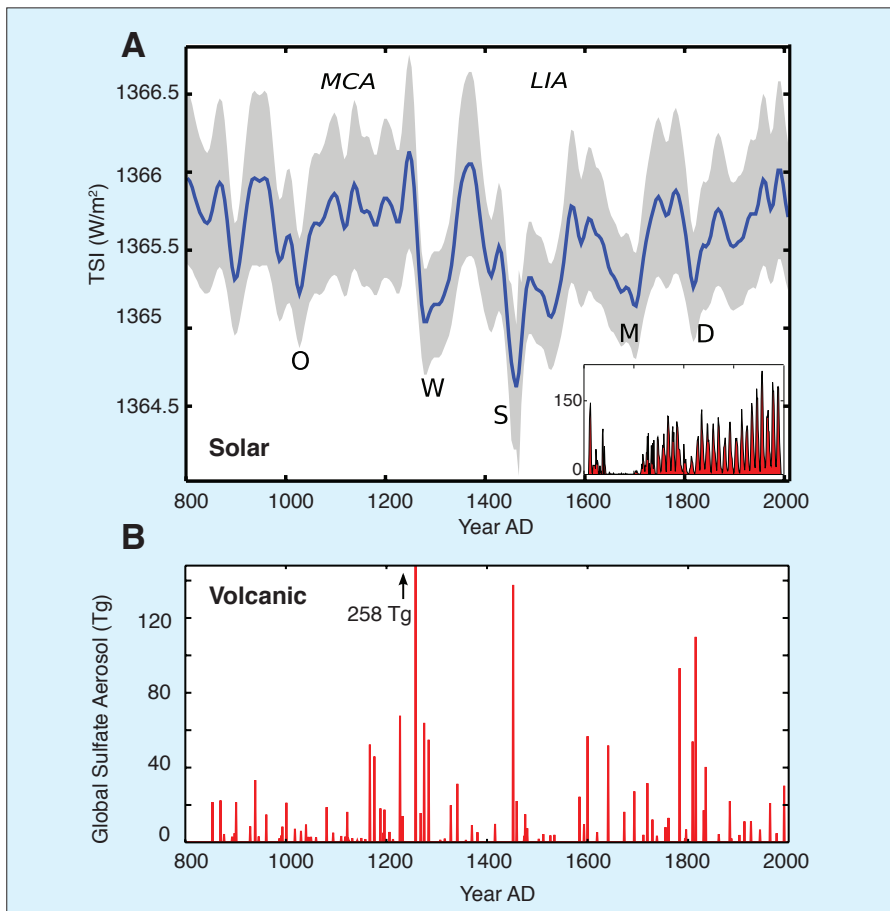 A
MCA LIA
1366.5
1366
1365.5
1365
1364.5
TSI (W/m²)
O W S M D
150
0
Solar
800 1000 1200 1400 1600 1800 2000
Year AD
B
Volcanic
258 Tg
120
80
40
0
Global Sulfate Aerosol (Tg)
800 1000 1200 1400 1600 1800 2000
Year AD